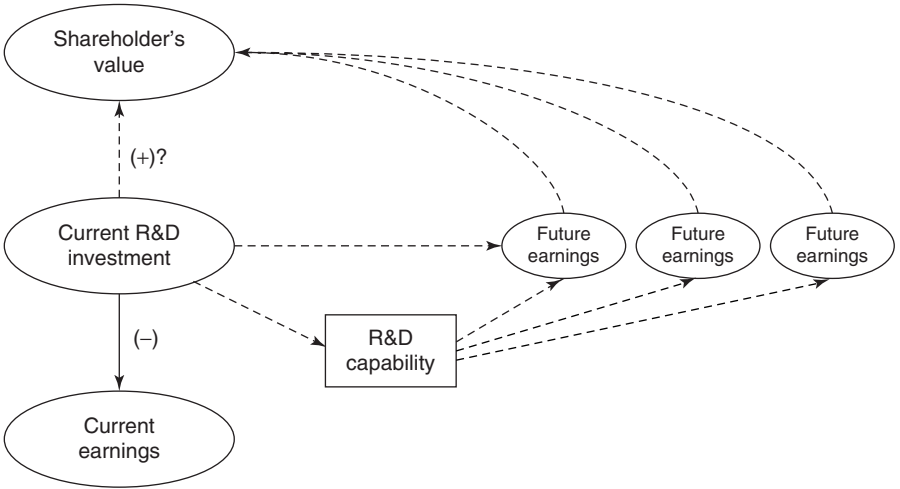 Shareholder's
value
(+)?
Current R&D
investment
Future
earnings
Future
earnings
Future
earnings
(−)
R&D
capability
Current
earnings